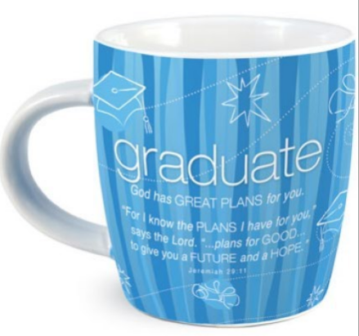 graduate
God has GREAT PLANS for you.
"For I know the PLANS I have for you,"
says the Lord. "...plans for GOOD...
to give you a FUTURE and a HOPE."
Jeremiah 29:11